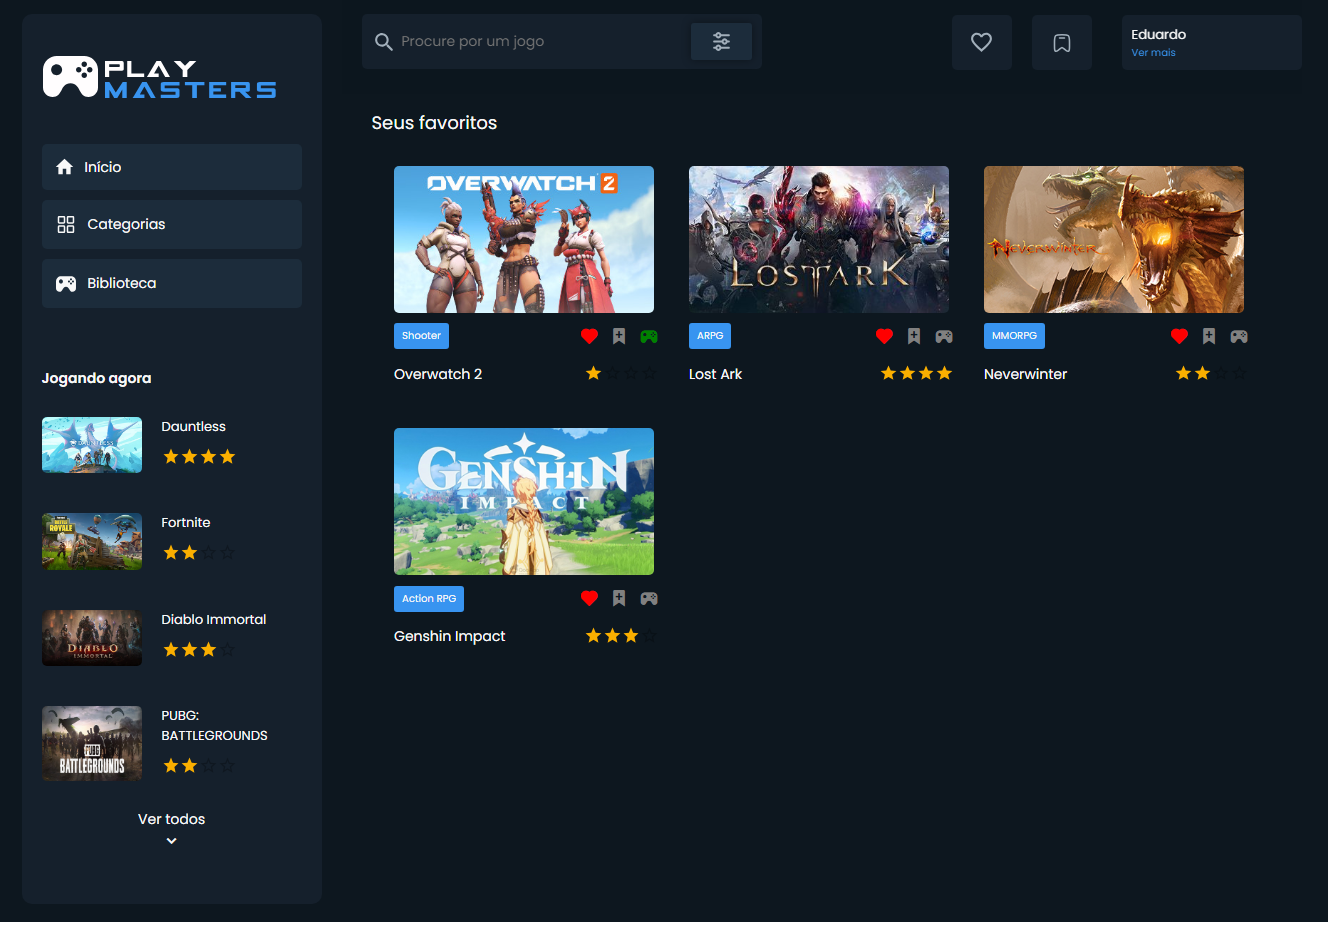 PLAY
MASTERS
Início
Categorias
Biblioteca
Jogando agora
DAUNTLESS
Dauntless
BATTLE
ROYALE
Fortnite
DIABLO
IMMORTAL
Diablo Immortal
PUBG
BATTLEGROUNDS
PUBG:
BATTLEGROUNDS
Ver todos
Procure por um jogo
Eduardo
Ver mais
Seus favoritos
OVERWATCH 2
Shooter
Overwatch 2
LOST ARK
ARPG
Lost Ark
NEVERWINTER
MMORPG
Neverwinter
GENSHIN
IMPACT
Action RPG
Genshin Impact